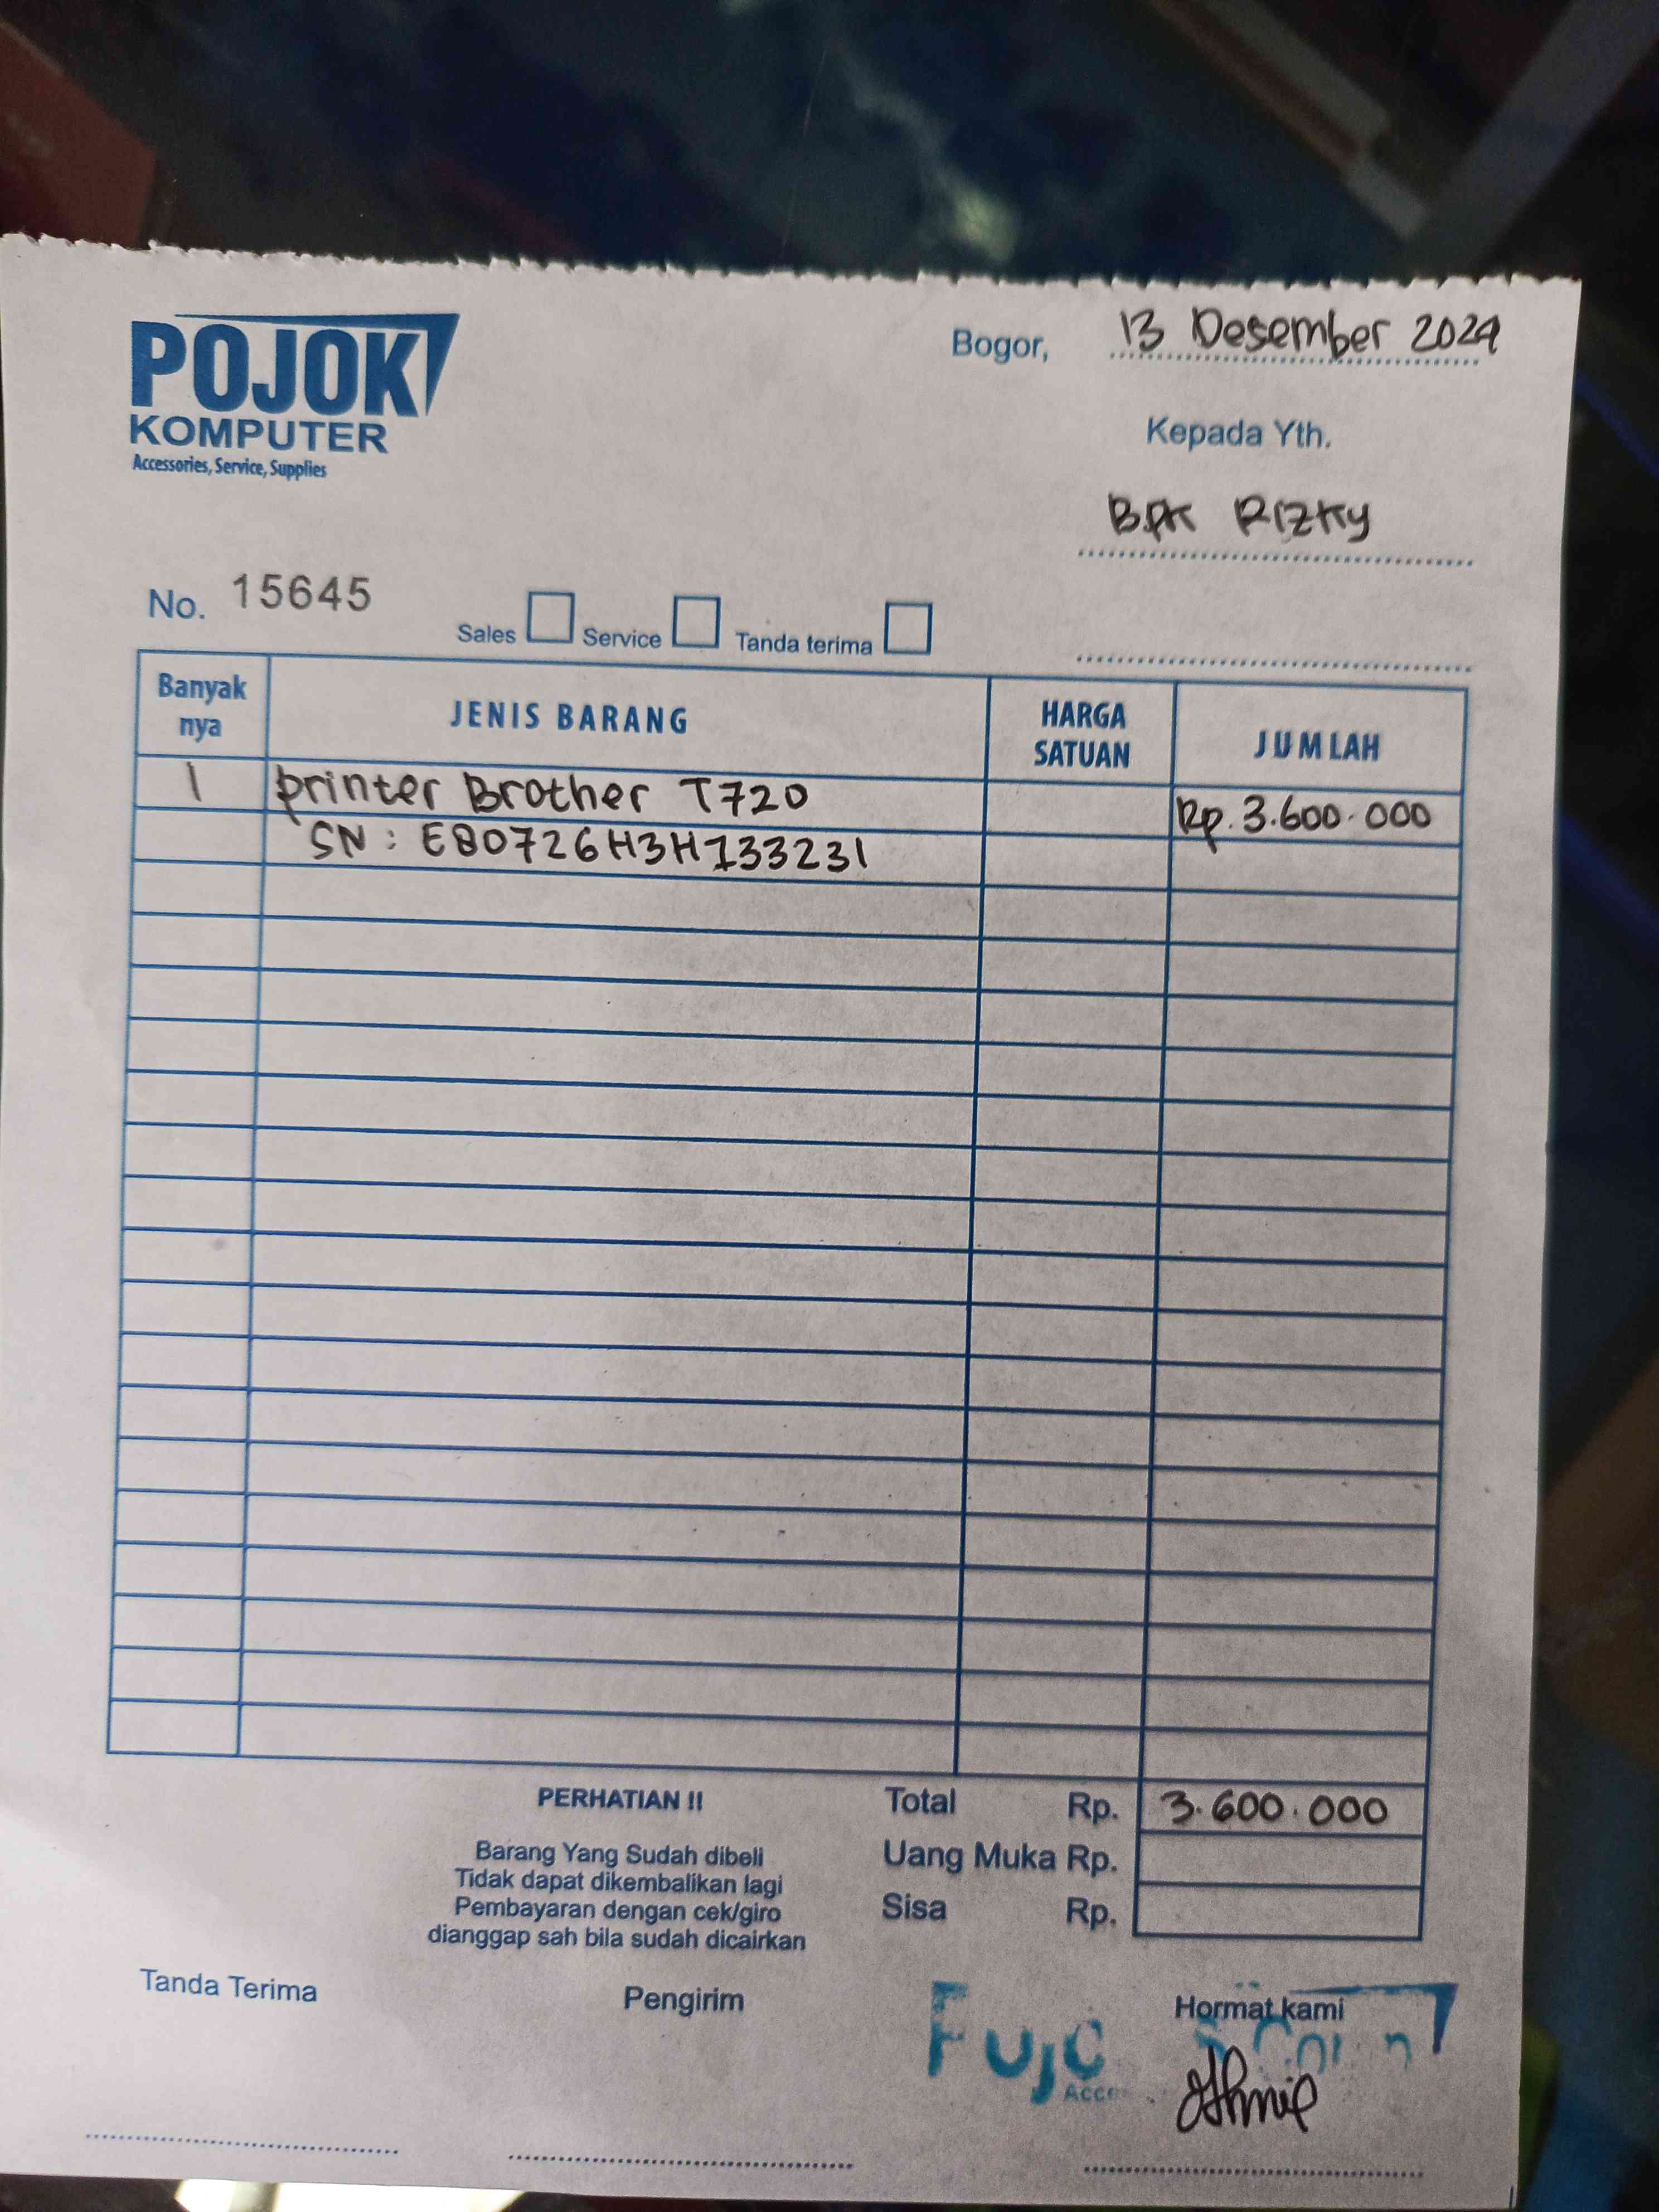 POJOK
KOMPUTER
Accessories, Service, Supplies
Bogor, 13 Desember 2024
Kepada Yth.
BPK RIZKY
No. 15645
Sales Service Tanda terima
Banyak nya JENIS BARANG HARGA SATUAN JUMLAH
1 printer Brother T720 Rp. 3.600.000
SN : E80726H3H133231
PERHATIAN !!
Barang Yang Sudah dibeli
Tidak dapat dikembalikan lagi
Pembayaran dengan cek/giro
dianggap sah bila sudah dicairkan
Total Rp. 3.600.000
Uang Muka Rp.
Sisa Rp.
Tanda Terima
Pengirim
Hormat kami